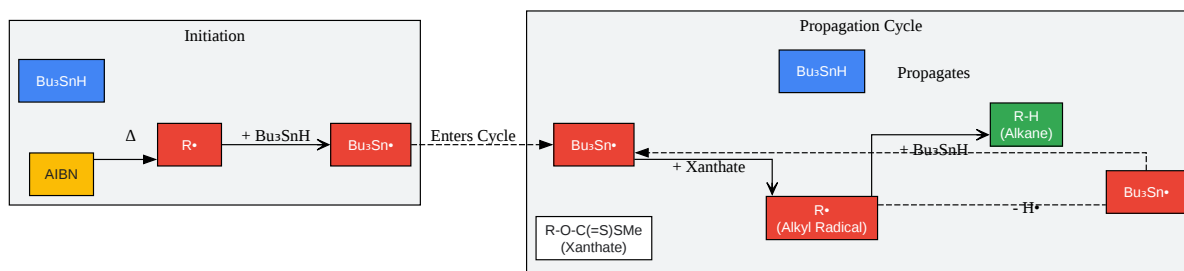 Initiation
Bu₃SnH
Δ
AIBN
R•
+ Bu₃SnH
Bu₃Sn•
Enters Cycle
Propagation Cycle
Bu₃SnH
Propagates
Bu₃Sn•
+ Xanthate
R-O-C(=S)SMe
(Xanthate)
R•
(Alkyl Radical)
R-H
(Alkane)
+ Bu₃SnH
- H•
Bu₃Sn•